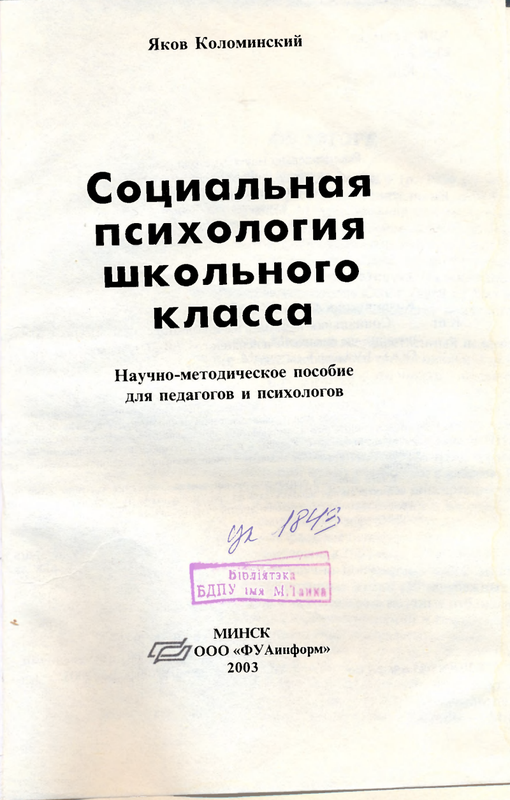 Яков Коломинский
Социальная
психология
школьного
класса
Научно-методическое пособие
для педагогов и психологов
1843
Бібліятэка
БДПУ імя М.Танка
МИНСК
ООО «ФУАинформ»
2003